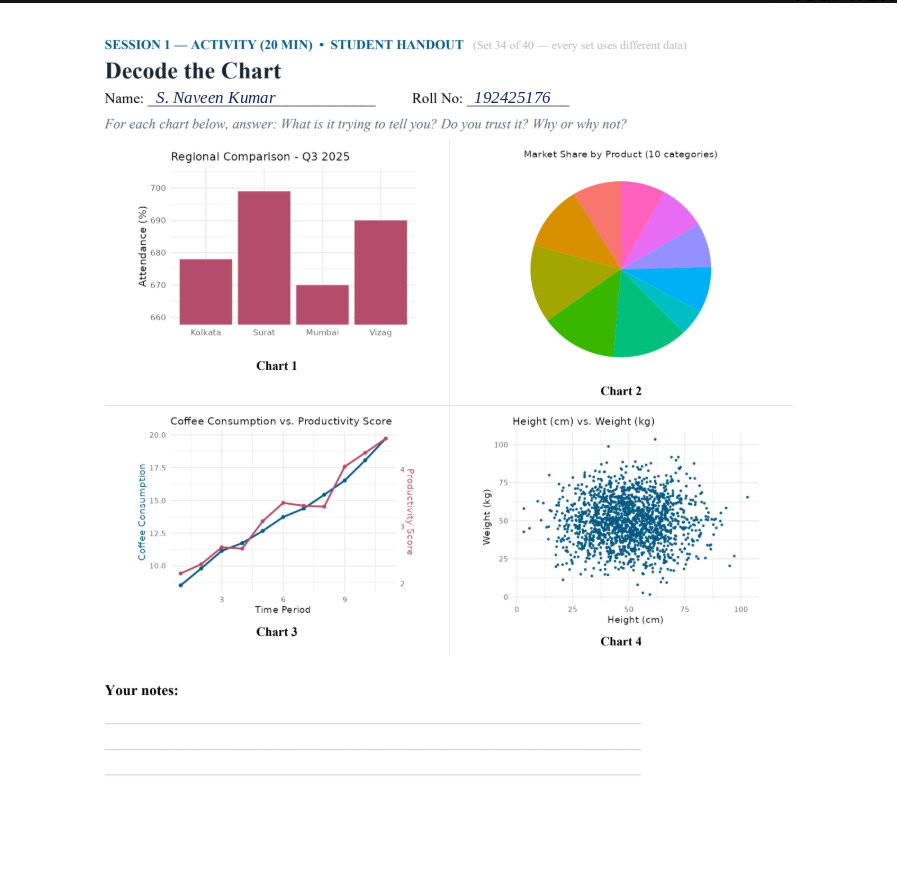 SESSION 1 — ACTIVITY (20 MIN) • STUDENT HANDOUT (Set 34 of 40 — every set uses different data)
Decode the Chart
Name: S. Naveen Kumar Roll No: 192425176
For each chart below, answer: What is it trying to tell you? Do you trust it? Why or why not?
Regional Comparison - Q3 2025
700
690
680
670
660
Attendance (%)
Kolkata Surat Mumbai Vizag
Chart 1
Market Share by Product (10 categories)
Chart 2
Coffee Consumption vs. Productivity Score
20.0
17.5
15.0
12.5
10.0
Coffee Consumption
4
3
2
Productivity Score
3 6 9
Time Period
Chart 3
Height (cm) vs. Weight (kg)
100
75
50
25
0
Weight (kg)
0 25 50 75 100
Height (cm)
Chart 4
Your notes: